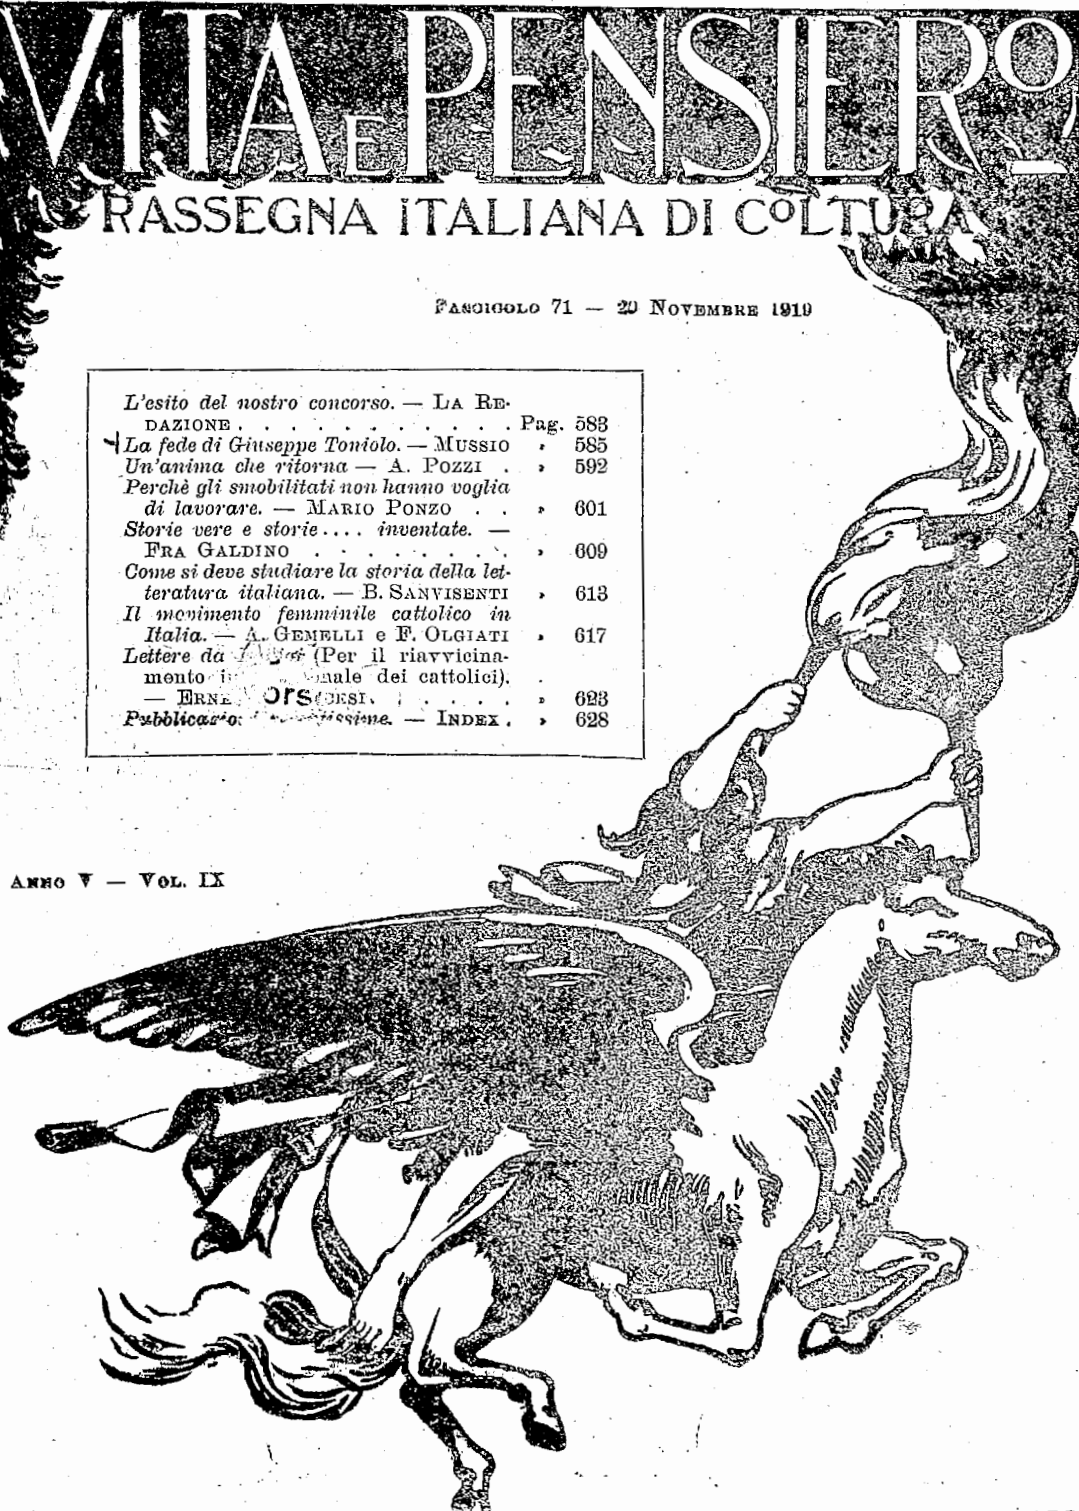 VITA E PENSIERO
RASSEGNA ITALIANA DI COLTURA
FASCICOLO 71 — 20 NOVEMBRE 1919
L'esito del nostro concorso. — LA RE-
DAZIONE . . . . . . . . . . . . Pag. 583
La fede di Giuseppe Toniolo. — MUSSIO » 585
Un'anima che ritorna — A. POZZI . » 592
Perchè gli smobilitati non hanno voglia
di lavorare. — MARIO PONZO . . » 601
Storie vere e storie.... inventate. —
FRA GALDINO . . . . . . . . » 609
Come si deve studiare la storia della let-
teratura italiana. — B. SANVISENTI » 613
Il movimento femminile cattolico in
Italia. — A. GEMELLI e F. OLGIATI » 617
Lettere da (Per il riavvicina-
mento dei cattolici).
— » 623
— INDEX . » 628
ANNO V — VOL. IX